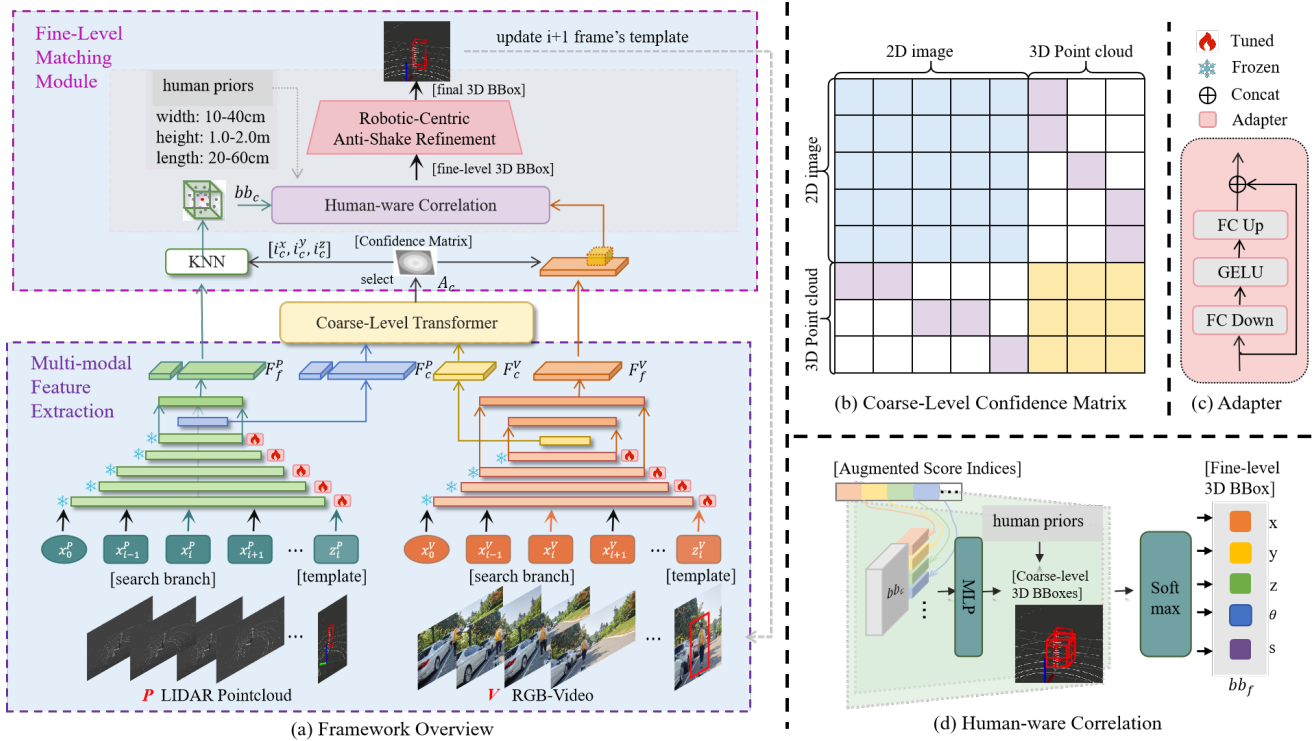 Fine-Level
Matching
Module
update i+1 frame's template
[final 3D BBox]
human priors
width: 10-40cm
height: 1.0-2.0m
length: 20-60cm
Robotic-Centric
Anti-Shake Refinement
[fine-level 3D BBox]
bb_c
Human-ware Correlation
KNN
[i_c^x, i_c^y, i_c^z]
[Confidence Matrix]
select
A_c
Coarse-Level Transformer
Multi-modal
Feature
Extraction
F_f^P
F_c^P
F_c^V
F_f^V
x_0^P
x_{i-1}^P
x_i^P
x_{i+1}^P
...
z_i^P
x_0^V
x_{i-1}^V
x_i^V
x_{i+1}^V
...
z_i^V
[search branch]
[template]
[search branch]
[template]
...
...
P LIDAR Pointcloud
V RGB-Video
(a) Framework Overview
2D image
3D Point cloud
2D image
3D Point cloud
(b) Coarse-Level Confidence Matrix
Tuned
Frozen
Concat
Adapter
FC Up
GELU
FC Down
(c) Adapter
[Augmented Score Indices]
...
human priors
bb_c
...
MLP
[Coarse-level
3D BBoxes]
Soft
max
[Fine-level
3D BBox]
x
y
z
θ
s
bb_f
(d) Human-ware Correlation